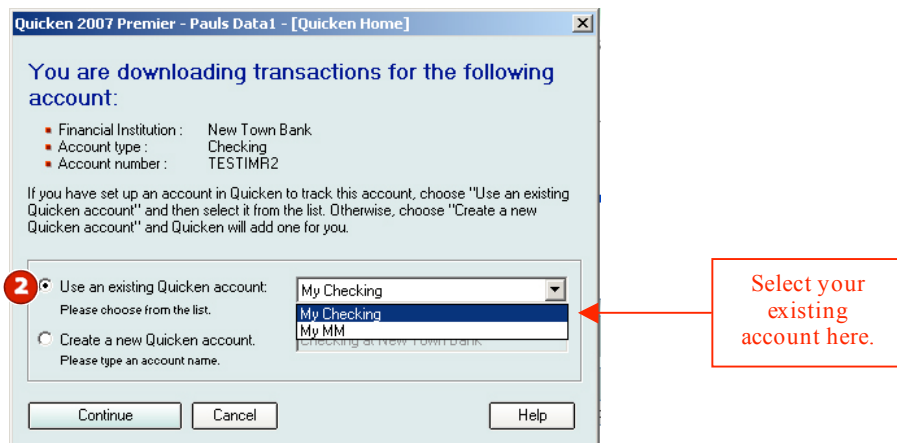 Quicken 2007 Premier - Pauls Data1 - [Quicken Home]
You are downloading transactions for the following
account:
Financial Institution : New Town Bank
Account type : Checking
Account number : TESTIMR2
If you have set up an account in Quicken to track this account, choose "Use an existing
Quicken account" and then select it from the list. Otherwise, choose "Create a new
Quicken account" and Quicken will add one for you.
2 Use an existing Quicken account: My Checking
Please choose from the list.
My Checking
My MM
Create a new Quicken account. Checking at New Town Bank
Please type an account name.
Continue Cancel Help
Select your
existing
account here.